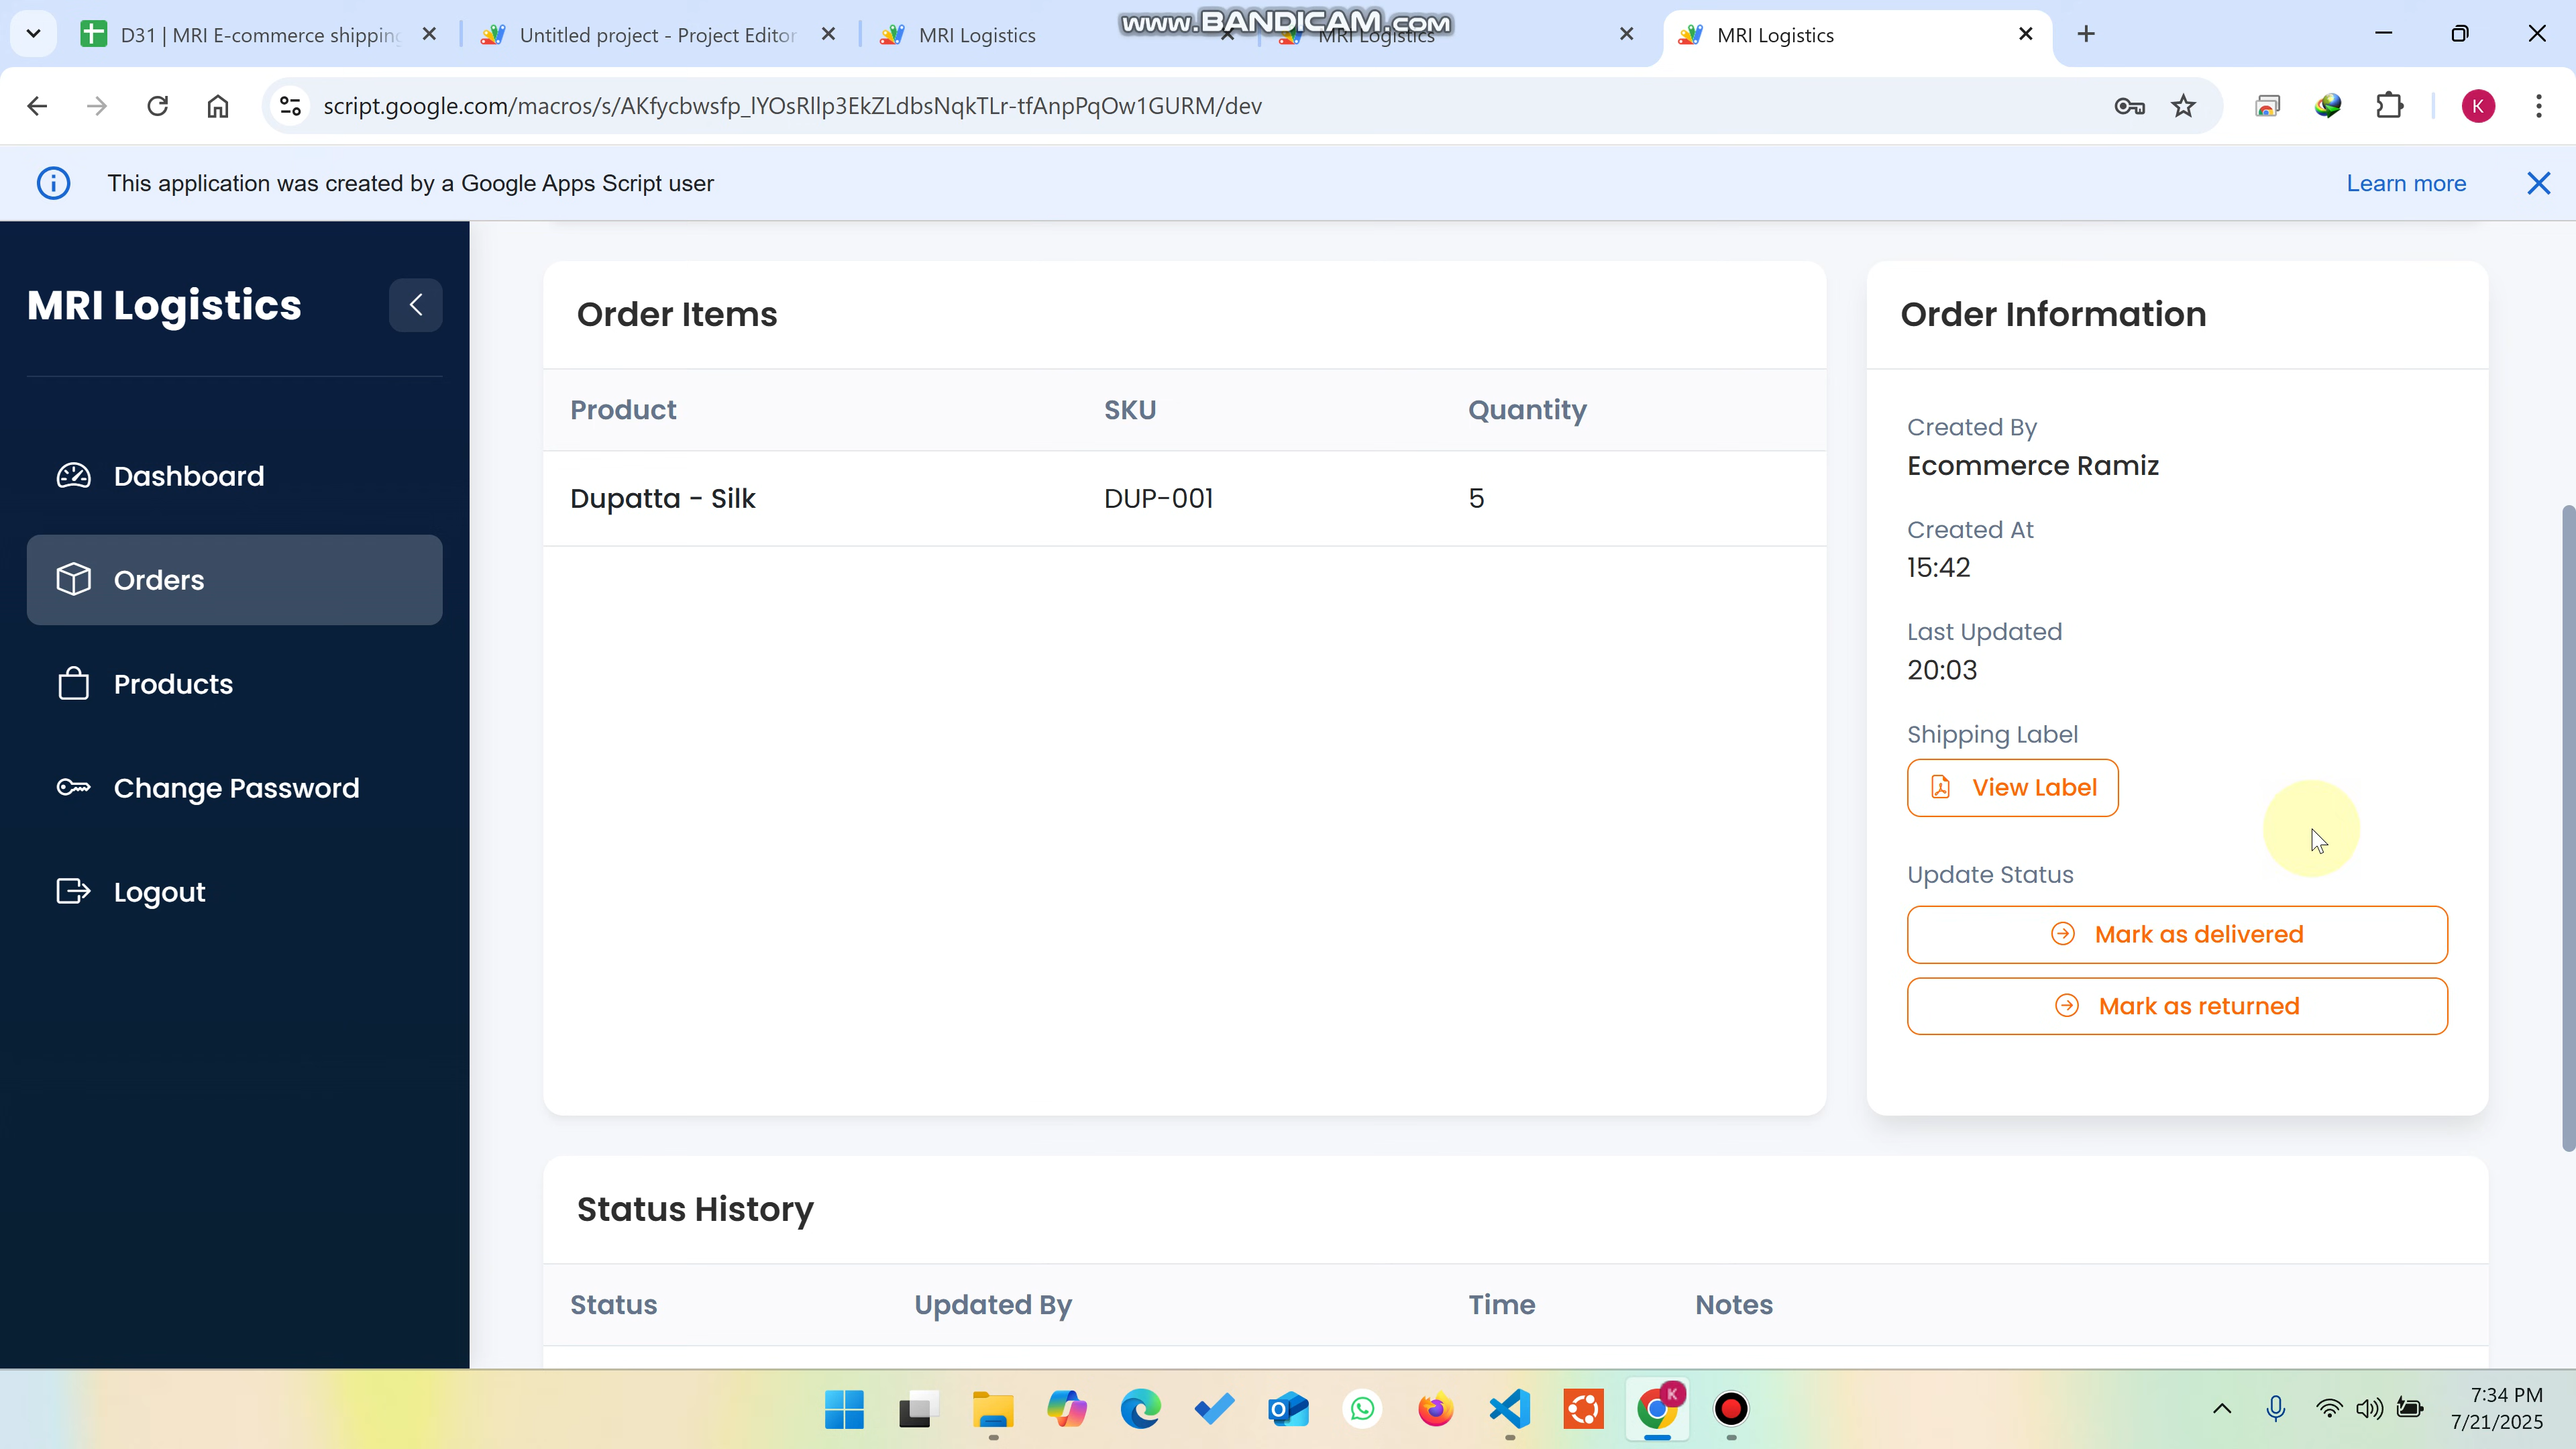 D31 | MRI E-commerce shipping
Untitled project - Project Editor
MRI Logistics
www.BANDICAM.com
MRI Logistics
MRI Logistics
script.google.com/macros/s/AKfycbwsfp_lYOsRllp3EkZLdbsNqkTLr-tfAnpPqOw1GURM/dev
K
This application was created by a Google Apps Script user
Learn more
MRI Logistics
Dashboard
Orders
Products
Change Password
Logout
Order Items
Product SKU Quantity
Dupatta - Silk DUP-001 5
Order Information
Created By
Ecommerce Ramiz
Created At
15:42
Last Updated
20:03
Shipping Label
View Label
Update Status
Mark as delivered
Mark as returned
Status History
Status Updated By Time Notes
K
7:34 PM
7/21/2025